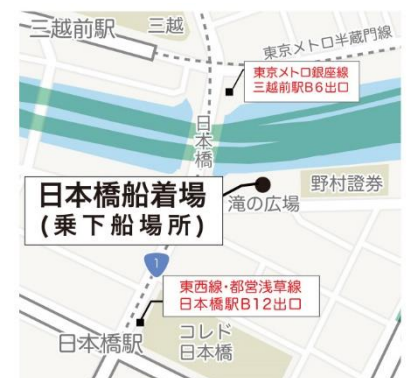 三越前駅
三越
東京メトロ半蔵門線
東京メトロ銀座線
三越前駅B6出口
日本橋
日本橋船着場
(乗下船場所)
滝の広場
野村證券
1
東西線・都営浅草線
日本橋駅B12出口
日本橋駅
コレド
日本橋